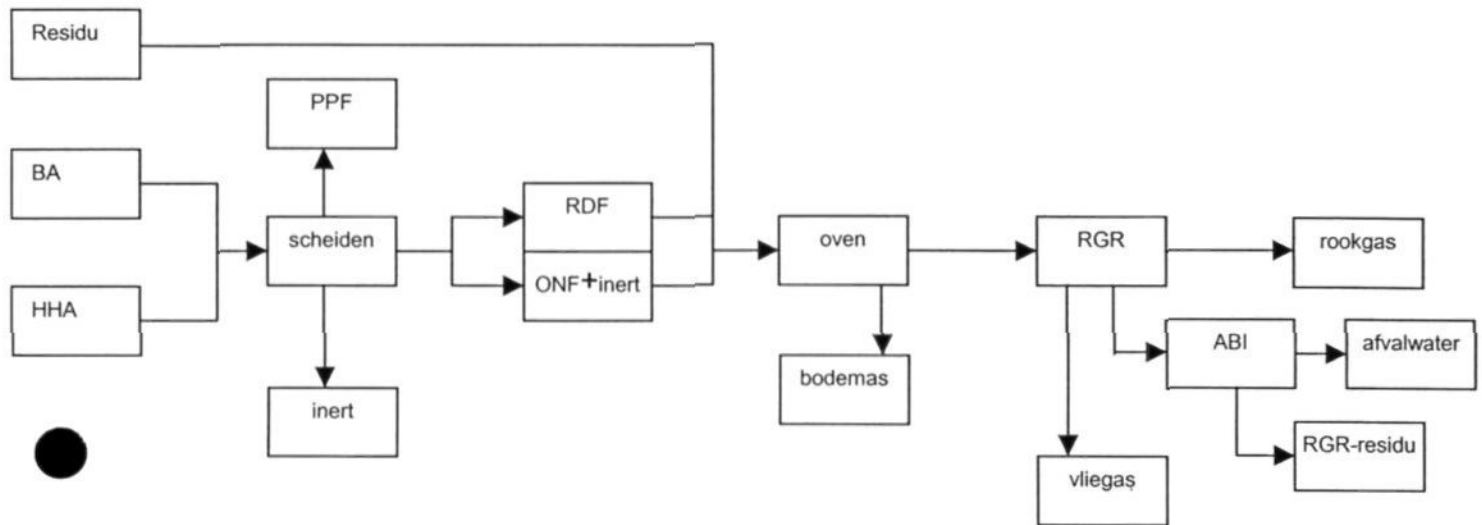 Residu
PPF
BA
RDF
scheiden
oven
RGR
rookgas
ONF+inert
HHA
ABI
afvalwater
bodemas
inert
RGR-residu
vliegas